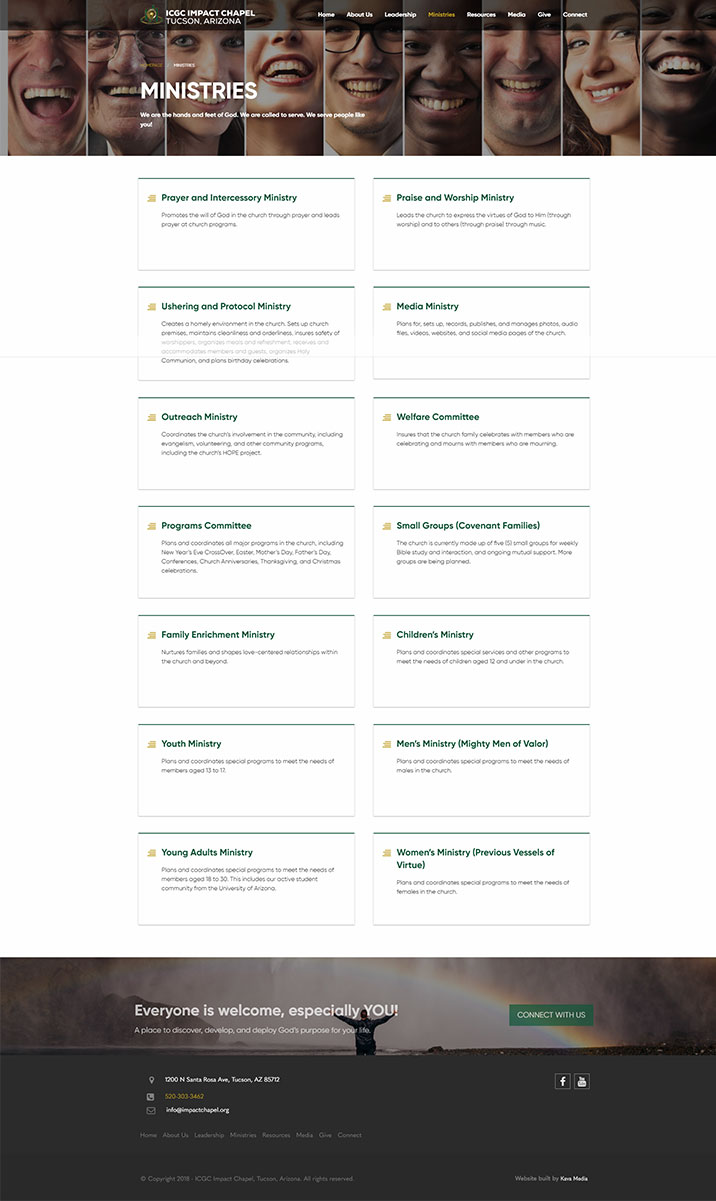 ICGC IMPACT CHAPEL
TUCSON, ARIZONA
Home About Us Leadership Ministries Resources Media Give Connect
HOMEPAGE / MINISTRIES
MINISTRIES
We are the hands and feet of God. We are called to serve. We serve people like
you!
Prayer and Intercessory Ministry
Promotes the will of God in the church through prayer and leads
prayer at church programs.
Praise and Worship Ministry
Leads the church to express the virtues of God to Him (through
worship) and to others (through praise) through music.
Ushering and Protocol Ministry
Creates a homely environment in the church. Sets up church
premises, maintains cleanliness and orderliness, insures safety of
worshippers, organizes meals and refreshment, receives and
accommodates members and guests, organizes Holy
Communion, and plans birthday celebrations.
Media Ministry
Plans for, sets up, records, publishes, and manages photos, audio
files, videos, websites, and social media pages of the church.
Outreach Ministry
Coordinates the church's involvement in the community, including
evangelism, volunteering, and other community programs,
including the church's HOPE project.
Welfare Committee
Insures that the church family celebrates with members who are
celebrating and mourns with members who are mourning.
Programs Committee
Plans and coordinates all major programs in the church, including
New Year's Eve CrossOver, Easter, Mother's Day, Father's Day,
Conferences, Church Anniversaries, Thanksgiving, and Christmas
celebrations.
Small Groups (Covenant Families)
The church is currently made up of five (5) small groups for weekly
Bible study and interaction, and ongoing mutual support. More
groups are being planned.
Family Enrichment Ministry
Nurtures families and shapes love-centered relationships within
the church and beyond.
Children's Ministry
Plans and coordinates special services and other programs to
meet the needs of children aged 12 and under in the church.
Youth Ministry
Plans and coordinates special programs to meet the needs of
members aged 13 to 17.
Men's Ministry (Mighty Men of Valor)
Plans and coordinates special programs to meet the needs of
males in the church.
Young Adults Ministry
Plans and coordinates special programs to meet the needs of
members aged 18 to 30. This includes our active student
community from the University of Arizona.
Women's Ministry (Previous Vessels of
Virtue)
Plans and coordinates special programs to meet the needs of
females in the church.
Everyone is welcome, especially YOU!
A place to discover, develop, and deploy God's purpose for your life.
CONNECT WITH US
1200 N Santa Rosa Ave, Tucson, AZ 85712
520-303-3462
info@impactchapel.org
Home About Us Leadership Ministries Resources Media Give Connect
© Copyright 2018 - ICGC Impact Chapel, Tucson, Arizona. All rights reserved.
Website built by Keva Media